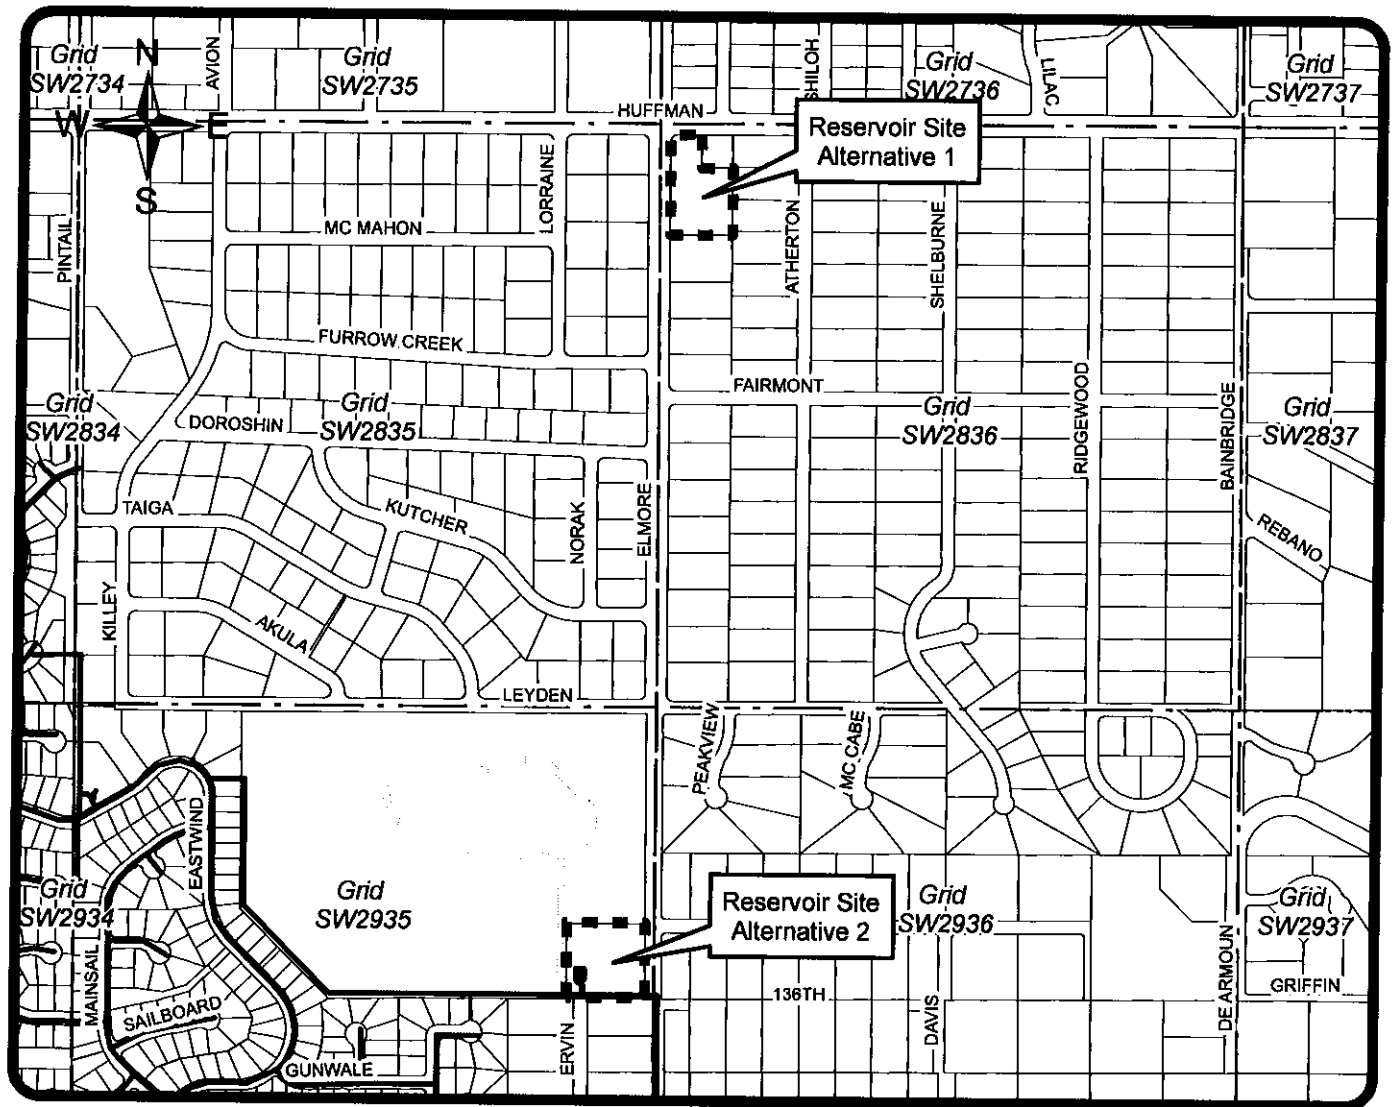 Grid
SW2734
N
AVION
Grid
SW2735
SHILOH
Grid
SW2736
LILAC
Grid
SW2737
W
E
S
HUFFMAN
Reservoir Site
Alternative 1
PINTAIL
MC MAHON
LORRAINE
ATHERTON
SHELBURNE
FURROW CREEK
FAIRMONT
RIDGEWOOD
BAINBRIDGE
Grid
SW2834
DOROSHIN
Grid
SW2835
Grid
SW2836
Grid
SW2837
TAIGA
KUTCHER
NORAK
ELMORE
REBANO
KILLEY
AKULA
LEYDEN
PEAKVIEW
MC CABE
EASTWIND
Grid
SW2934
Grid
SW2935
Reservoir Site
Alternative 2
Grid
SW2936
Grid
SW2937
MAINSAIL
SAILBOARD
136TH
DAVIS
DE ARMOUN
GRIFFIN
GUNWALE
ERVIN